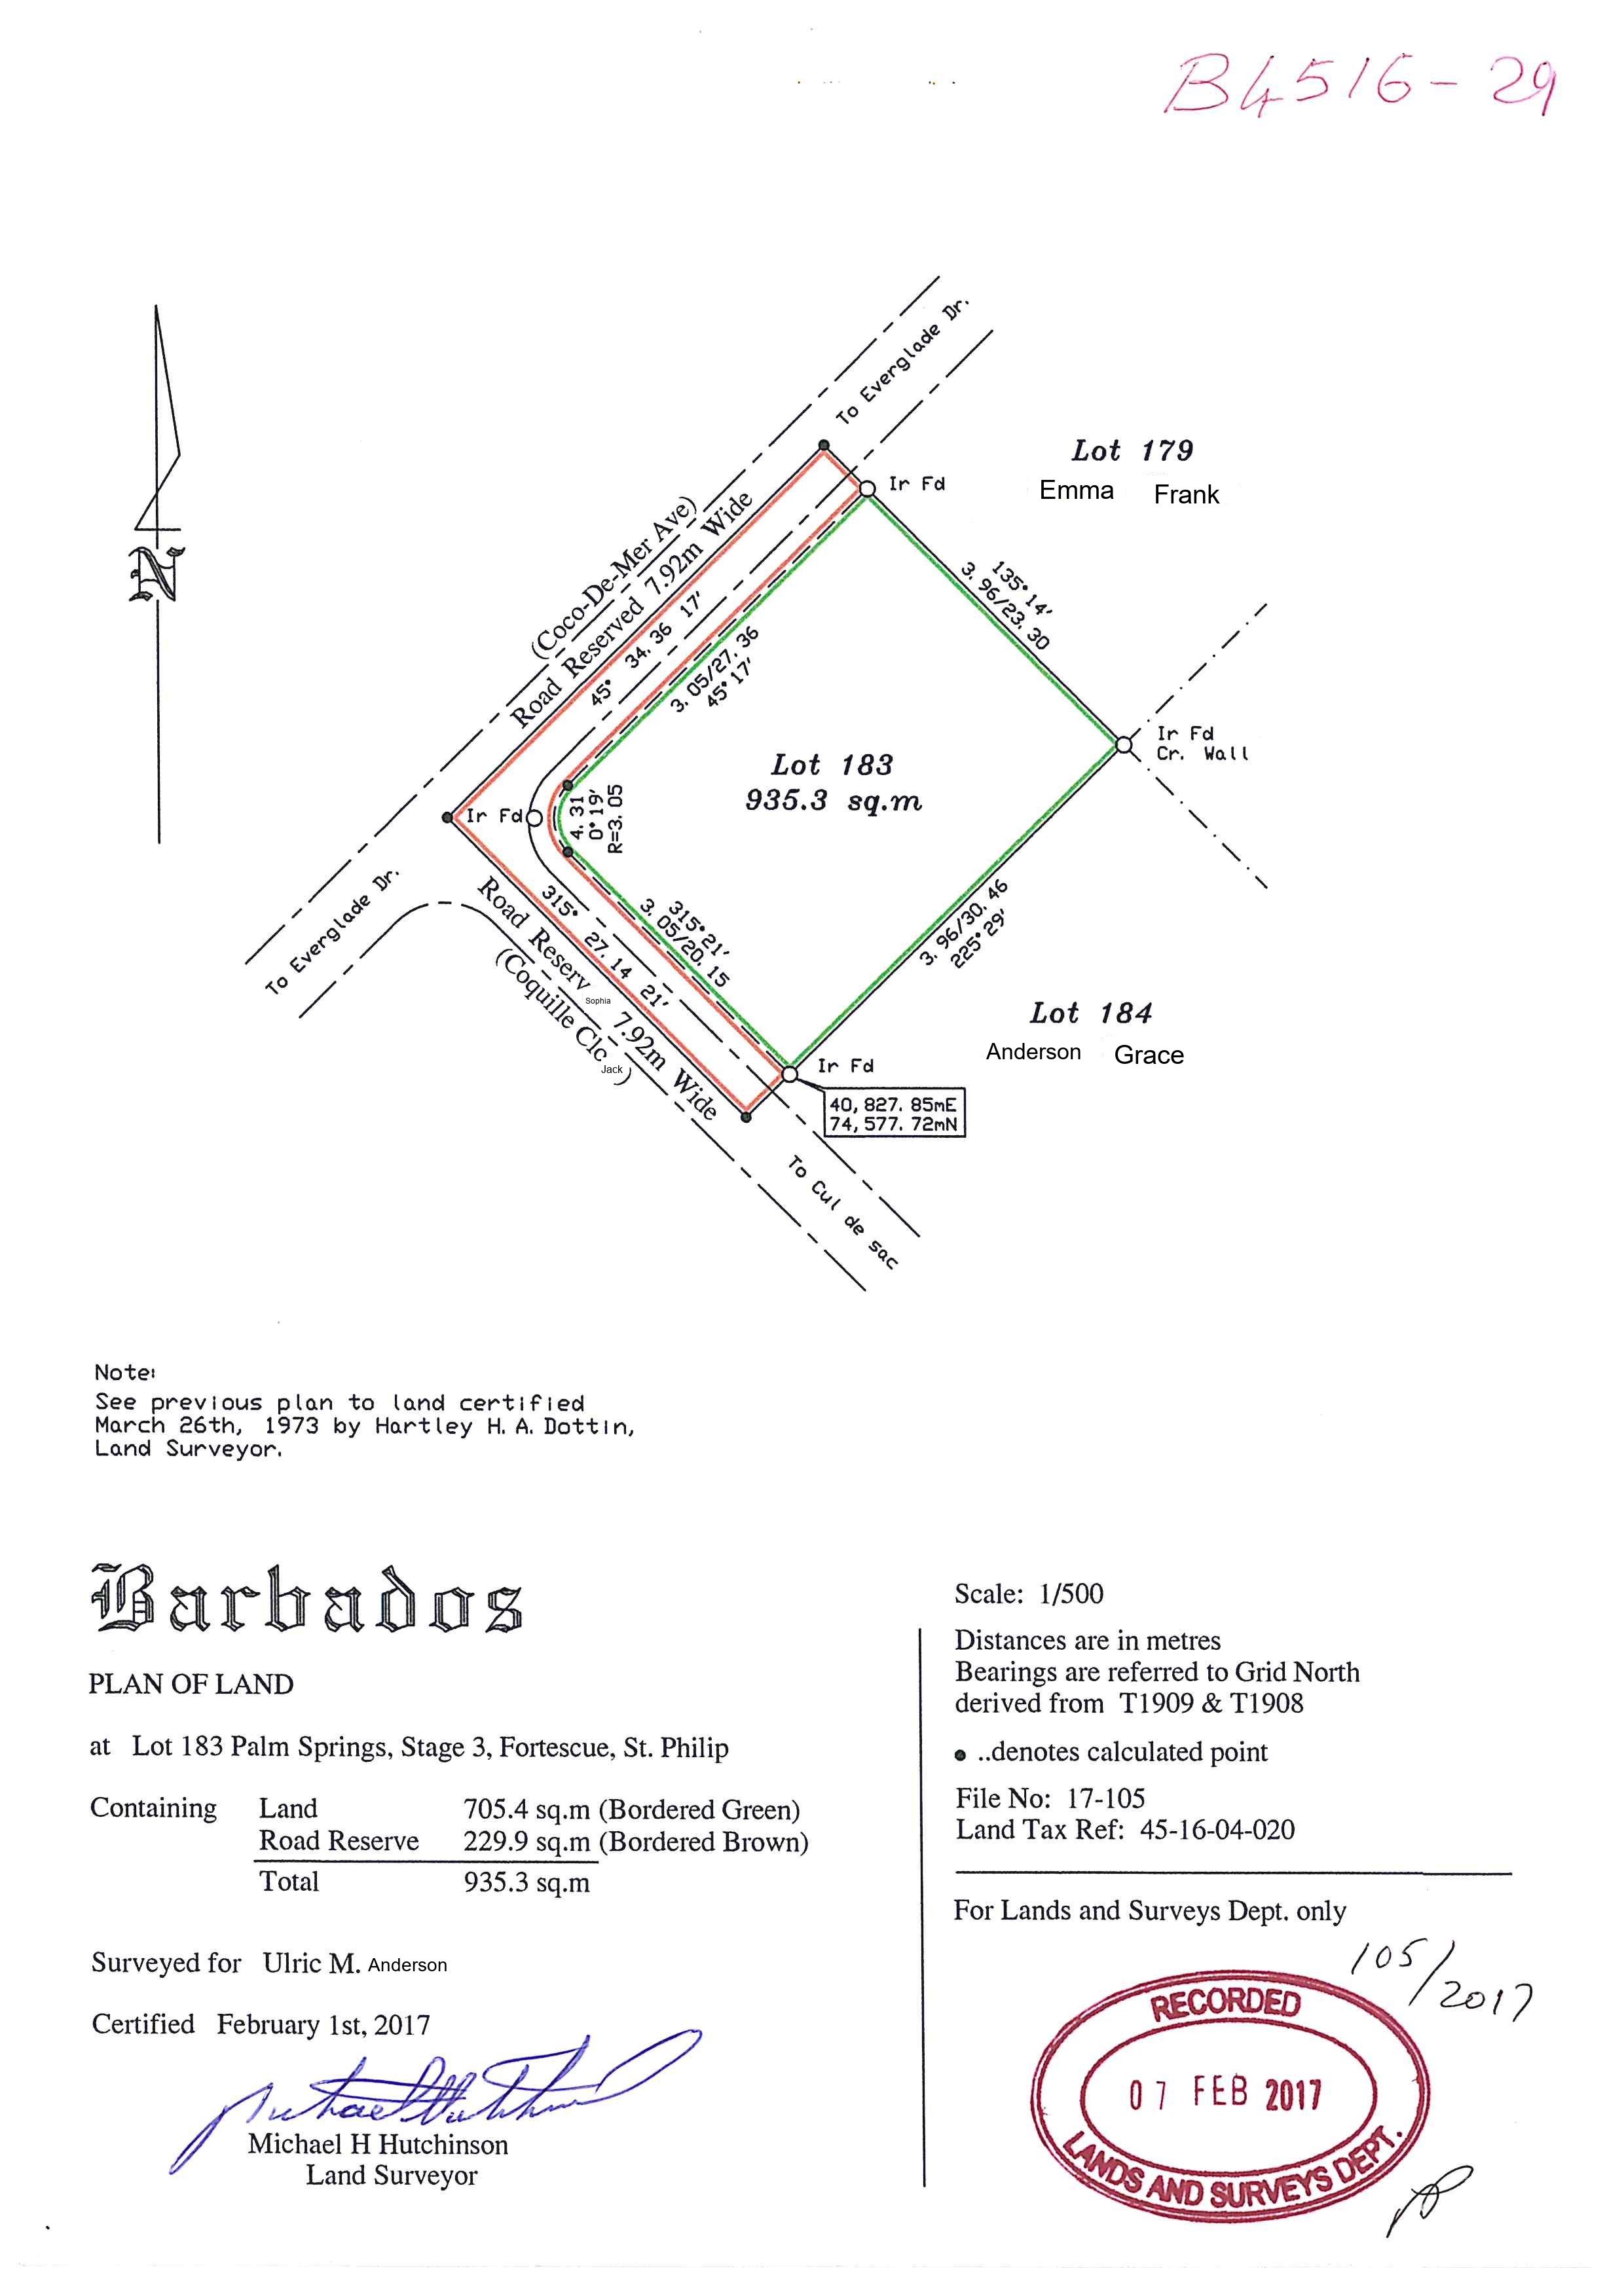 B4516-29
To Everglade Dr.
Lot 179
Emma Frank
Ir Fd
(Coco-De-Mer Ave)
Road Reserved 7.92m Wide
45° 34.36 17'
3.05/27.36
45°17'
135°14'
3.96/23.30
Ir Fd
Cr. Wall
Lot 183
935.3 sq.m
Ir Fd
4.31
0°19'
R=3.05
To Everglade Dr.
315° 27.14 21'
315°21'
3.05/20.15
3.96/30.46
225°29'
Road Reserv Sophia 7.92m Wide
(Coquille Clc Jack )
Lot 184
Anderson Grace
Ir Fd
40,827.85mE
74,577.72mN
To Cul de sac
N
Note:
See previous plan to land certified
March 26th, 1973 by Hartley H.A. Dottin,
Land Surveyor.
Barbados
PLAN OF LAND
at Lot 183 Palm Springs, Stage 3, Fortescue, St. Philip
Containing Land 705.4 sq.m (Bordered Green)
Road Reserve 229.9 sq.m (Bordered Brown)
Total 935.3 sq.m
Surveyed for Ulric M. Anderson
Certified February 1st, 2017
Michael H Hutchinson
Land Surveyor
Scale: 1/500
Distances are in metres
Bearings are referred to Grid North
derived from T1909 & T1908
● ..denotes calculated point
File No: 17-105
Land Tax Ref: 45-16-04-020
For Lands and Surveys Dept. only
105/2017
RECORDED
07 FEB 2017
LANDS AND SURVEYS DEPT.